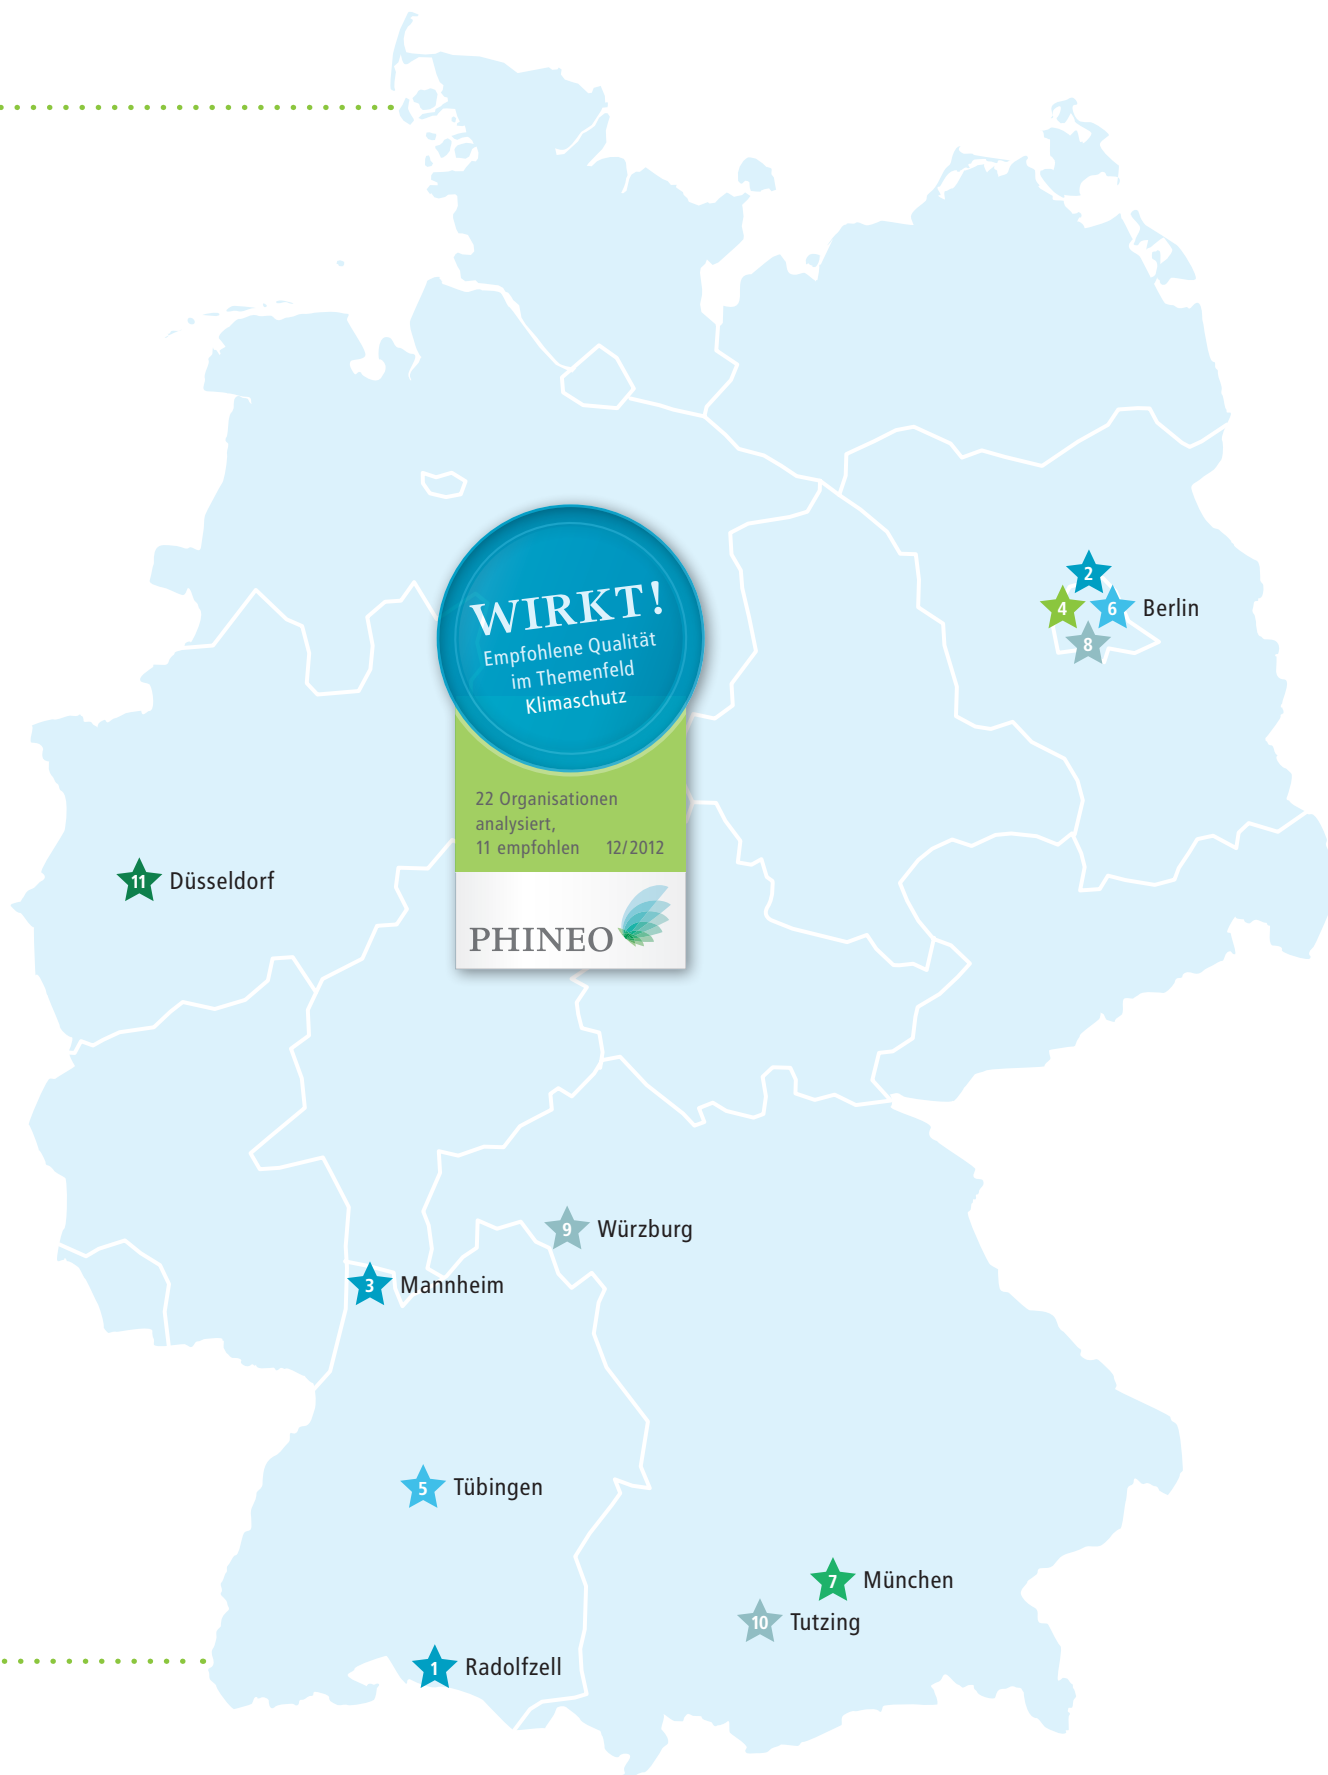 2
4
6
Berlin
8
WIRKT!
Empfohlene Qualität
im Themenfeld
Klimaschutz
22 Organisationen
analysiert,
11 empfohlen 12/2012
PHINEO
11 Düsseldorf
9 Würzburg
3 Mannheim
5 Tübingen
7 München
10 Tutzing
1 Radolfzell